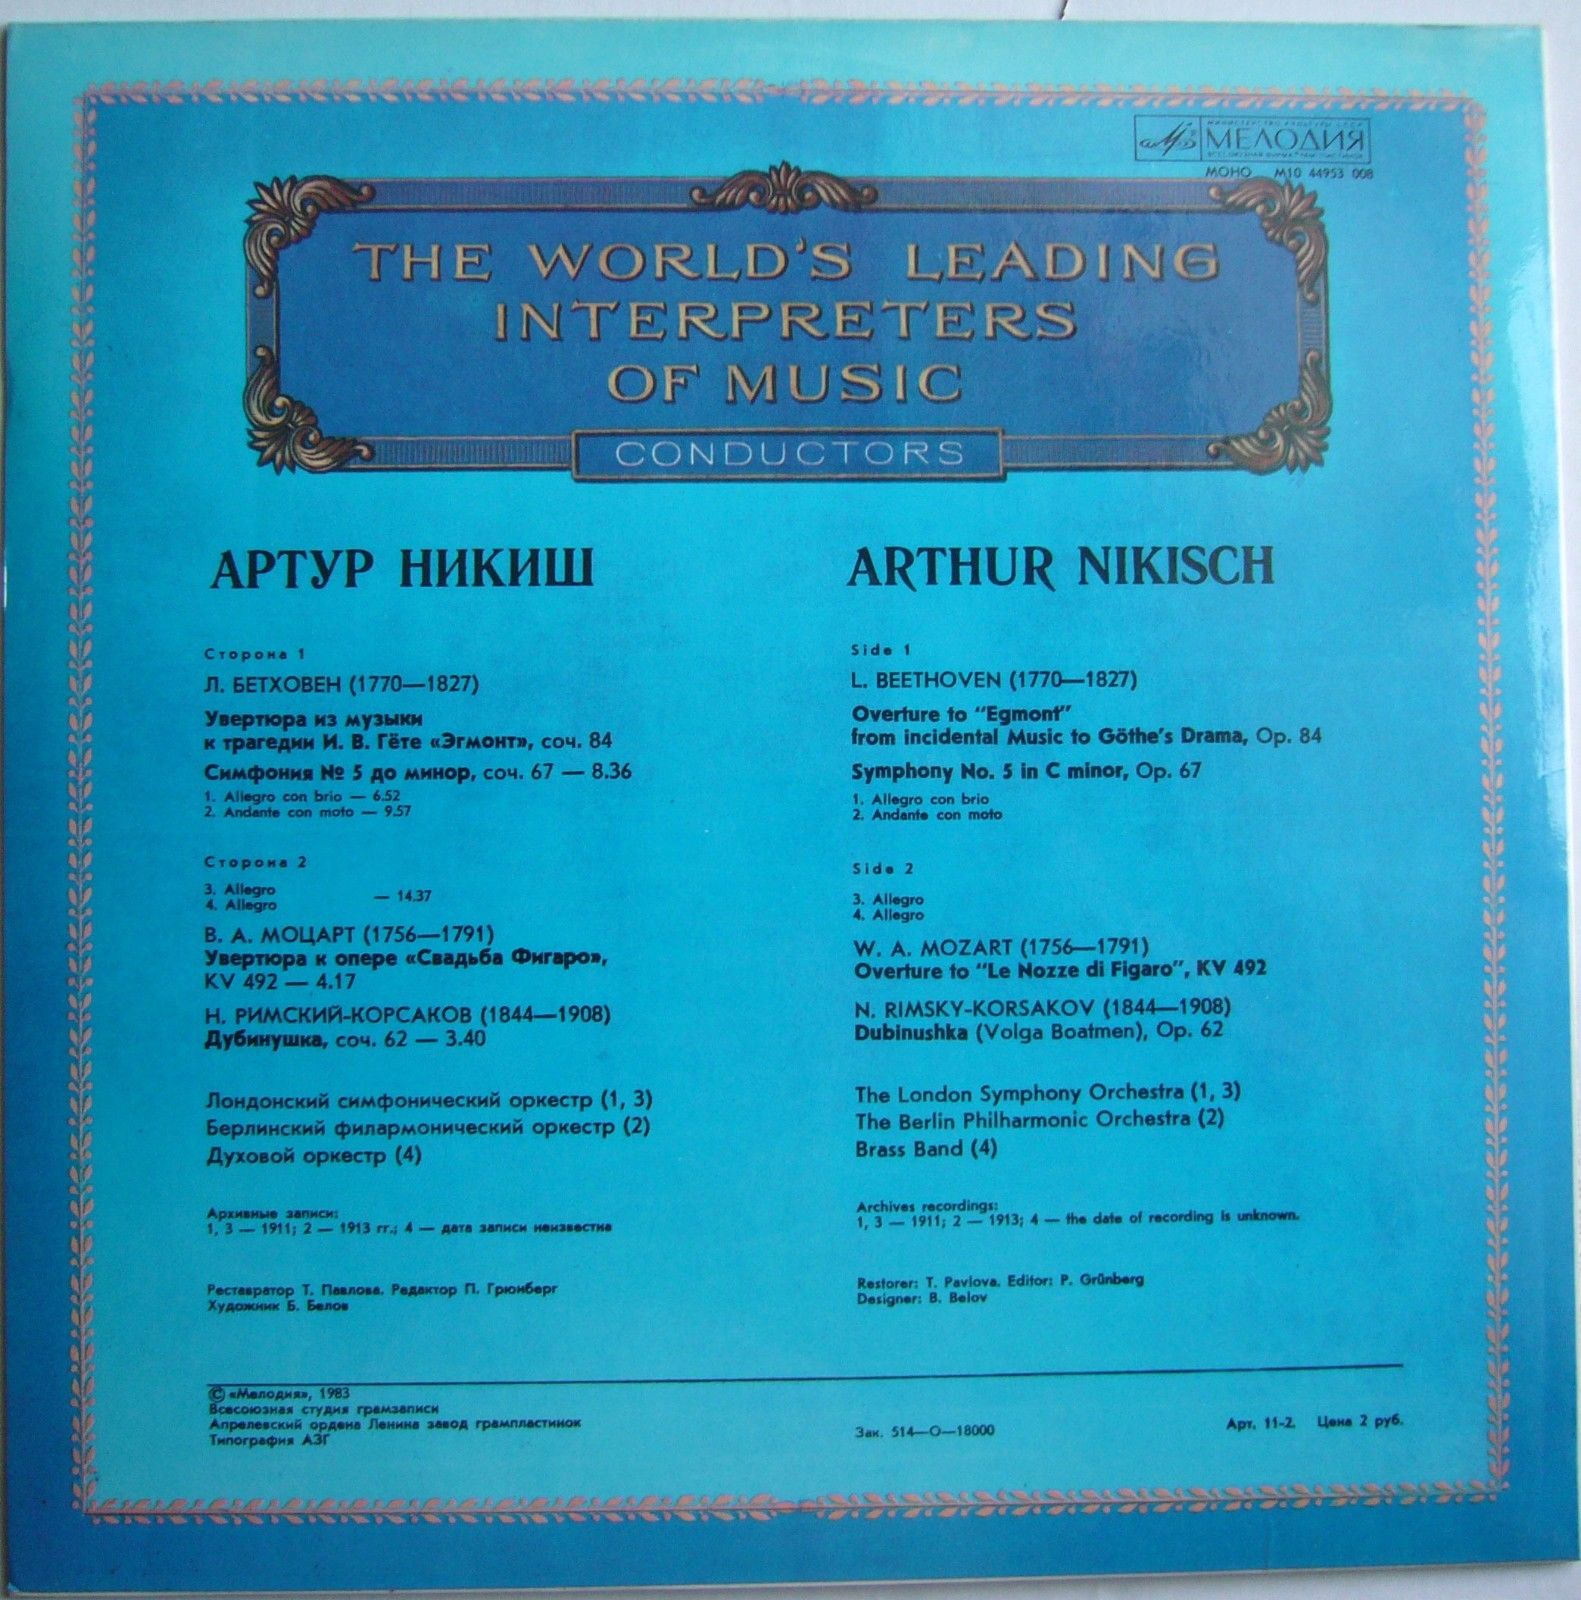 МИНИСТЕРСТВО КУЛЬТУРЫ СССР
МЕЛОДИЯ
ВСЕСОЮЗНАЯ ФИРМА ГРАМПЛАСТИНОК
МОНО М10 44953 008
THE WORLD'S LEADING
INTERPRETERS
OF MUSIC
CONDUCTORS
АРТУР НИКИШ
Сторона 1
Л. БЕТХОВЕН (1770—1827)
Увертюра из музыки
к трагедии И. В. Гёте «Эгмонт», соч. 84
Симфония № 5 до минор, соч. 67 — 8.36
1. Allegro con brio — 6.52
2. Andante con moto — 9.57
Сторона 2
3. Allegro
4. Allegro
— 14.37
В. А. МОЦАРТ (1756—1791)
Увертюра к опере «Свадьба Фигаро»,
KV 492 — 4.17
Н. РИМСКИЙ-КОРСАКОВ (1844—1908)
Дубинушка, соч. 62 — 3.40
Лондонский симфонический оркестр (1, 3)
Берлинский филармонический оркестр (2)
Духовой оркестр (4)
Архивные записи:
1, 3 — 1911; 2 — 1913 гг.; 4 — дата записи неизвестна
Реставратор Т. Павлова. Редактор П. Грюнберг
Художник Б. Белов
ARTHUR NIKISCH
Side 1
L. BEETHOVEN (1770—1827)
Overture to "Egmont"
from incidental Music to Göthe's Drama, Op. 84
Symphony No. 5 in C minor, Op. 67
1. Allegro con brio
2. Andante con moto
Side 2
3. Allegro
4. Allegro
W. A. MOZART (1756—1791)
Overture to "Le Nozze di Figaro", KV 492
N. RIMSKY-KORSAKOV (1844—1908)
Dubinushka (Volga Boatmen), Op. 62
The London Symphony Orchestra (1, 3)
The Berlin Philharmonic Orchestra (2)
Brass Band (4)
Archives recordings:
1, 3 — 1911; 2 — 1913; 4 — the date of recording is unknown.
Restorer: T. Pavlova. Editor: P. Grünberg
Designer: B. Belov
© «Мелодия», 1983
Всесоюзная студия грамзаписи
Апрелевский ордена Ленина завод грампластинок
Типография АЗГ
Зак. 514—О—18000
Арт. 11-2. Цена 2 руб.